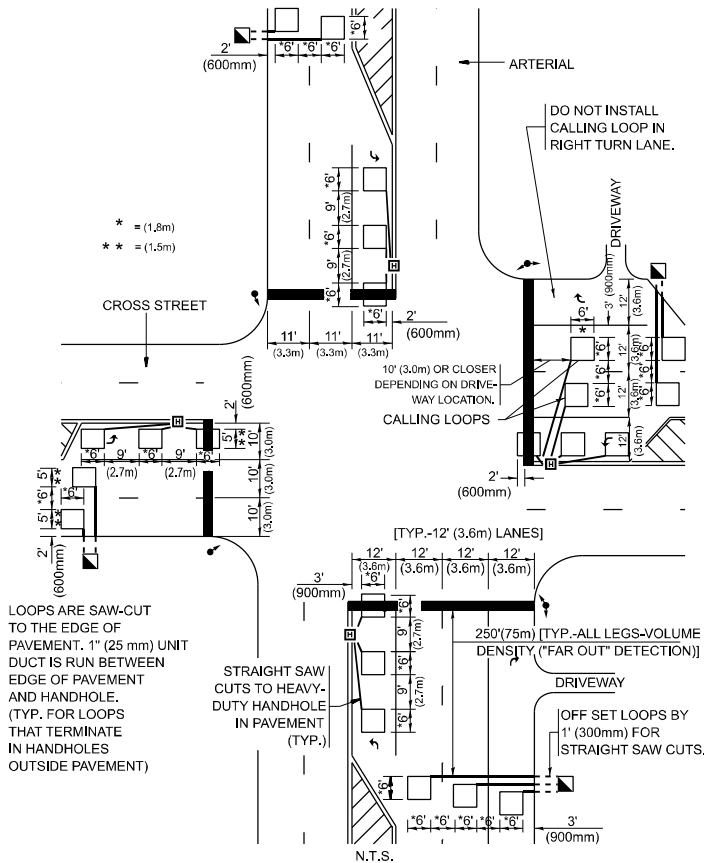 *6'
*6'
*6'
*6'
2'
(600mm)
ARTERIAL
DO NOT INSTALL
CALLING LOOP IN
RIGHT TURN LANE.
* = (1.8m)
** = (1.5m)
*6'
9'
(2.7m)
*6'
9'
(2.7m)
*6'
H
*6'
2'
(600mm)
11'
(3.3m)
11'
(3.3m)
11'
(3.3m)
CROSS STREET
DRIVEWAY
3' (900mm)
12'
(3.6m)
6'
*
*6'
*6'
*6'
12'
(3.6m)
12'
(3.6m)
12'
(3.6m)
*6'
*6'
*6'
10' (3.0m) OR CLOSER
DEPENDING ON DRIVE-
WAY LOCATION.
CALLING LOOPS
H
2'
(600mm)
2'
(600mm)
H
5'
**
10'
(3.0m)
10'
(3.0m)
10'
(3.0m)
*6'
9'
(2.7m)
*6'
9'
(2.7m)
*6'
5'
**
*6'
*6'
5'
**
2'
(600mm)
[TYP.-12' (3.6m) LANES]
12'
(3.6m)
12'
(3.6m)
12'
(3.6m)
12'
(3.6m)
3'
(900mm)
*6'
*6'
9'
(2.7m)
*6'
9'
(2.7m)
*6'
H
250'(75m) [TYP.-ALL LEGS-VOLUME
DENSITY ("FAR OUT" DETECTION)]
DRIVEWAY
LOOPS ARE SAW-CUT
TO THE EDGE OF
PAVEMENT. 1" (25 mm) UNIT
DUCT IS RUN BETWEEN
EDGE OF PAVEMENT
AND HANDHOLE.
(TYP. FOR LOOPS
THAT TERMINATE
IN HANDHOLES
OUTSIDE PAVEMENT)
STRAIGHT SAW
CUTS TO HEAVY-
DUTY HANDHOLE
IN PAVEMENT
(TYP.)
OFF SET LOOPS BY
1' (300mm) FOR
STRAIGHT SAW CUTS.
*6'
*6'
*6'
*6'
*6'
*6'
3'
(900mm)
N.T.S.